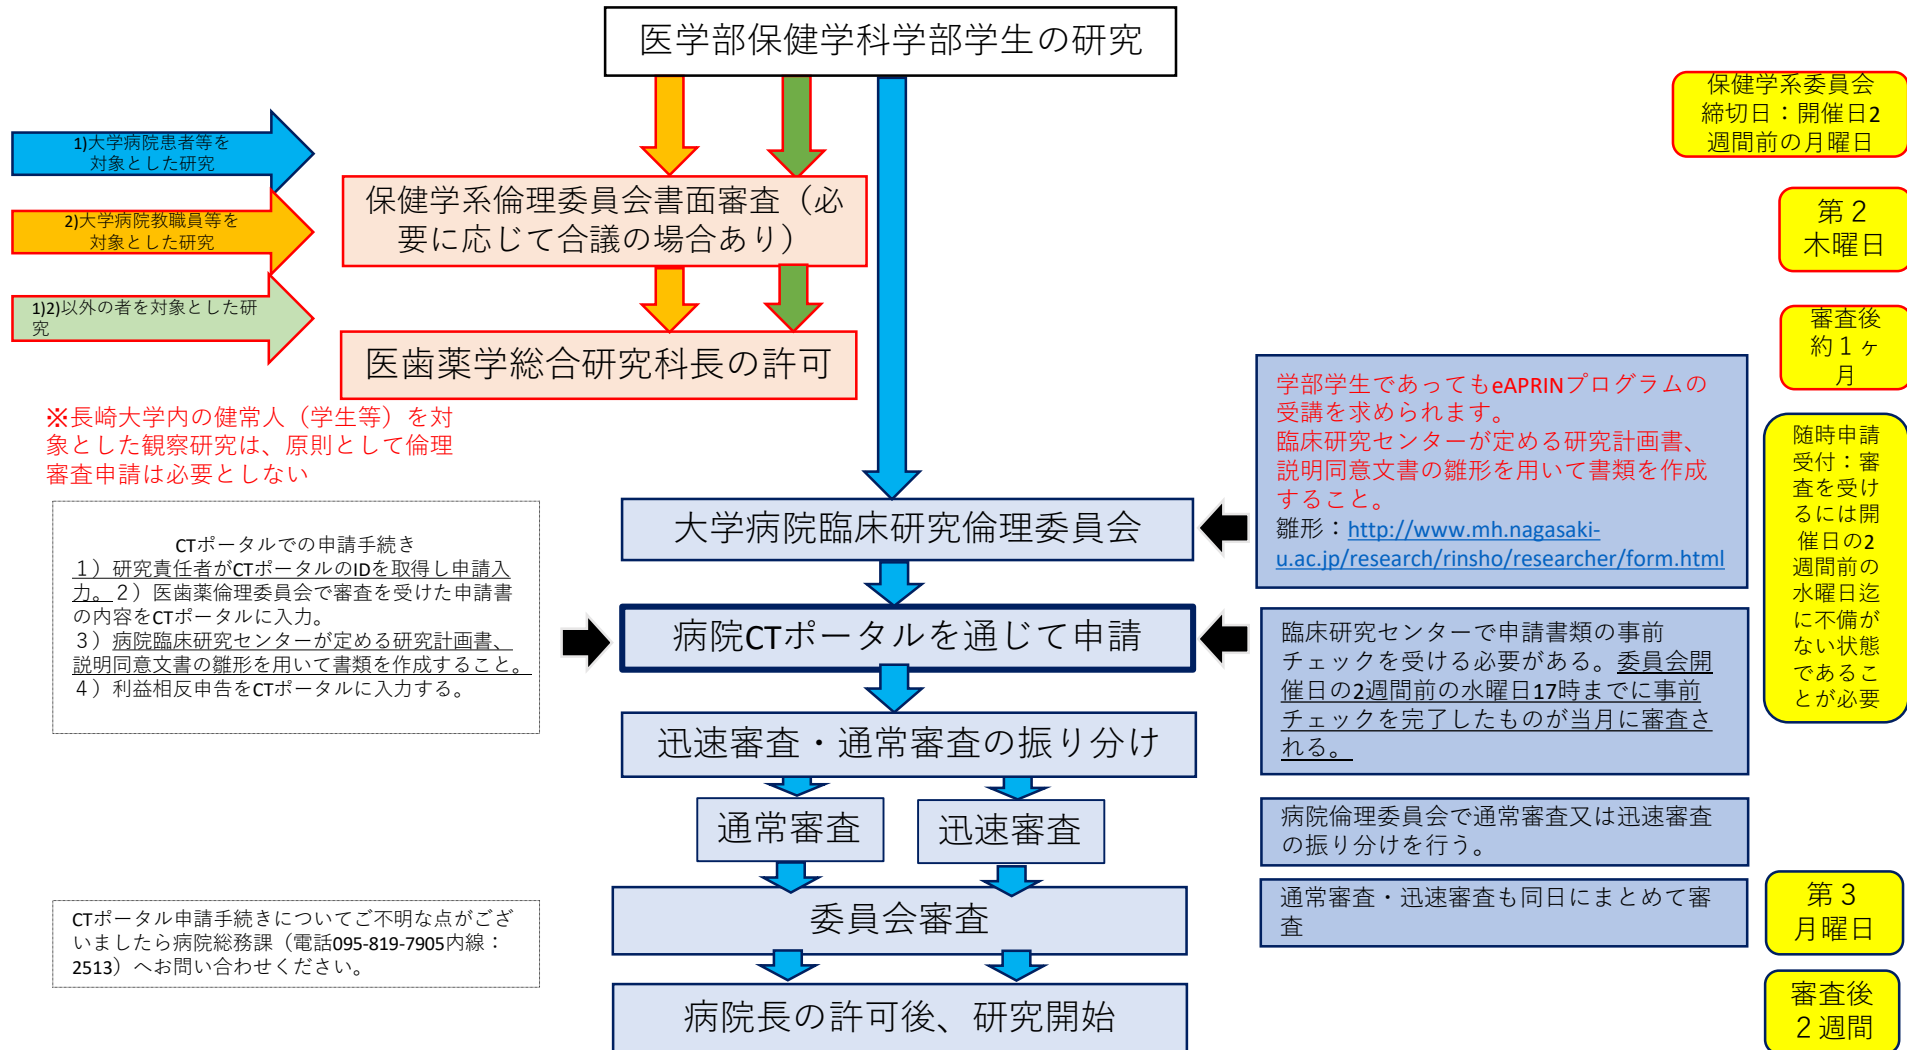 医学部保健学科学部学生の研究
保健学系委員会
締切日：開催日2
週間前の月曜日
1)大学病院患者等を
対象とした研究
2)大学病院教職員等を
対象とした研究
1)2)以外の者を対象とした研
究
保健学系倫理委員会書面審査（必
要に応じて合議の場合あり）
第２
木曜日
医歯薬学総合研究科長の許可
審査後
約１ヶ
月
※長崎大学内の健常人（学生等）を対
象とした観察研究は、原則として倫理
審査申請は必要としない
学部学生であってもeAPRINプログラムの
受講を求められます。
臨床研究センターが定める研究計画書、
説明同意文書の雛形を用いて書類を作成
すること。
雛形：http://www.mh.nagasaki-
u.ac.jp/research/rinsho/researcher/form.html
随時申請
受付：審
査を受け
るには開
催日の2
週間前の
水曜日迄
に不備が
ない状態
であるこ
とが必要
大学病院臨床研究倫理委員会
CTポータルでの申請手続き
１）研究責任者がCTポータルのIDを取得し申請入
力。２）医歯薬倫理委員会で審査を受けた申請書
の内容をCTポータルに入力。
３）病院臨床研究センターが定める研究計画書、
説明同意文書の雛形を用いて書類を作成すること。
４）利益相反申告をCTポータルに入力する。
病院CTポータルを通じて申請
臨床研究センターで申請書類の事前
チェックを受ける必要がある。委員会開
催日の2週間前の水曜日17時までに事前
チェックを完了したものが当月に審査さ
れる。
迅速審査・通常審査の振り分け
通常審査
迅速審査
病院倫理委員会で通常審査又は迅速審査
の振り分けを行う。
委員会審査
通常審査・迅速審査も同日にまとめて審
査
第３
月曜日
CTポータル申請手続きについてご不明な点がござ
いましたら病院総務課（電話095-819-7905内線：
2513）へお問い合わせください。
病院長の許可後、研究開始
審査後
２週間